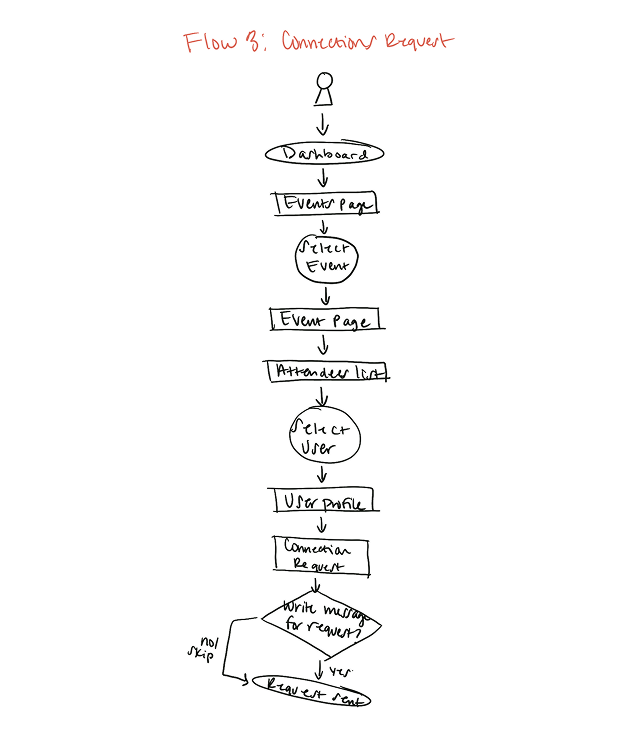 Flow 3: Connections Request
Dashboard
Events page
Select
Event
Event page
Attendees list
Select
User
User profile
Connection
Request
Write message
for request?
no/
skip
yes
Request sent